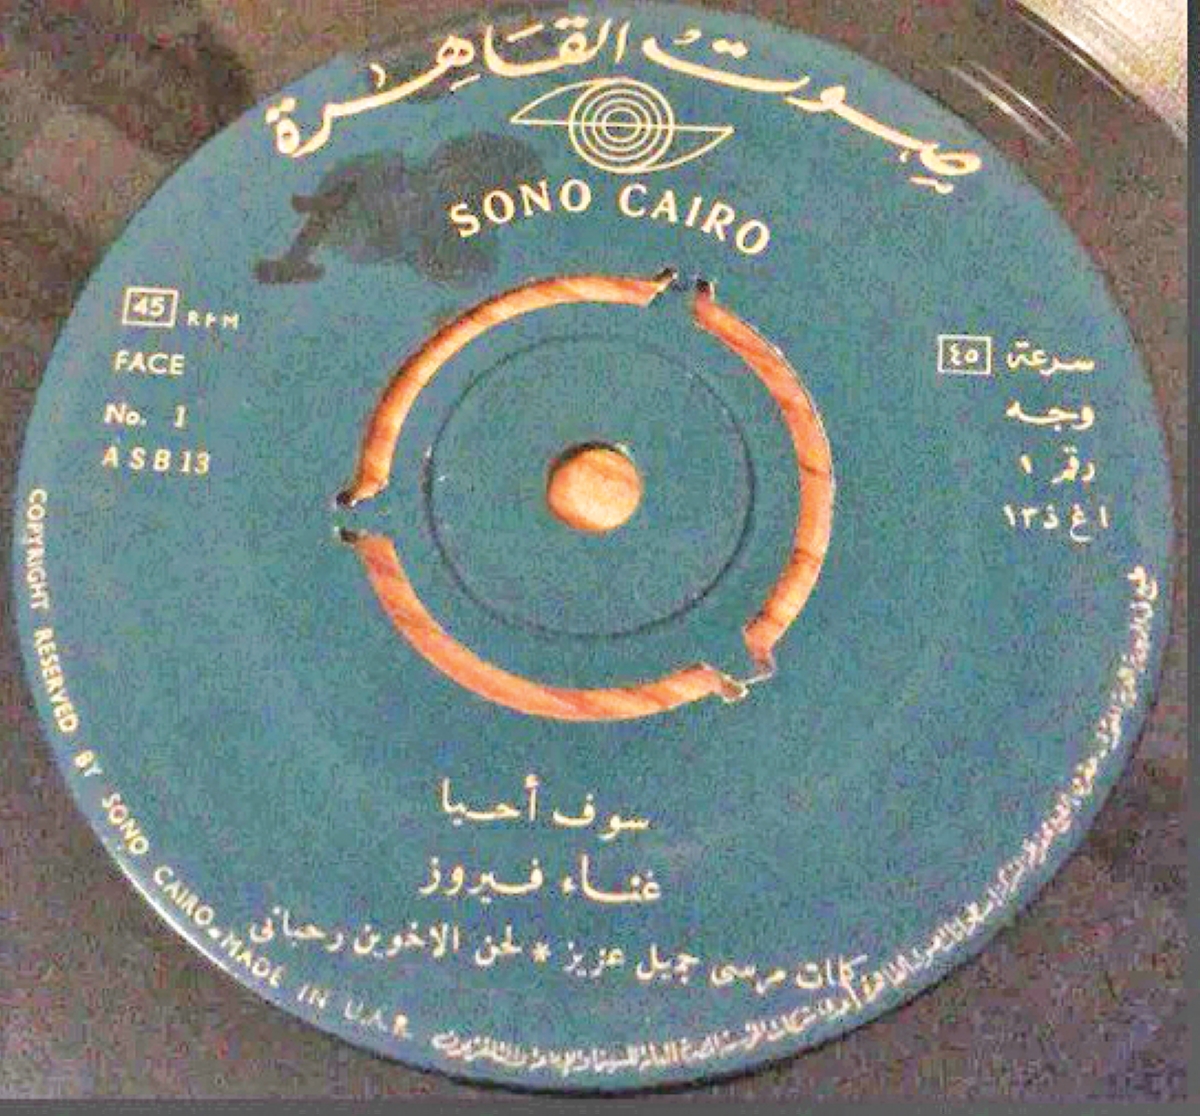 صوت القاهرة
SONO CAIRO
45 RPM
FACE
No. 1
ASB 13
سرعة ٤٥
وجه
رقم ١
ا غ ذ ١٣
سوف أحيا
غناء فيروز
كلمات مرسى جميل عزيز * لحن الاخوين رحبانى
COPYRIGHT RESERVED BY SONO CAIRO. MADE IN U.A.R